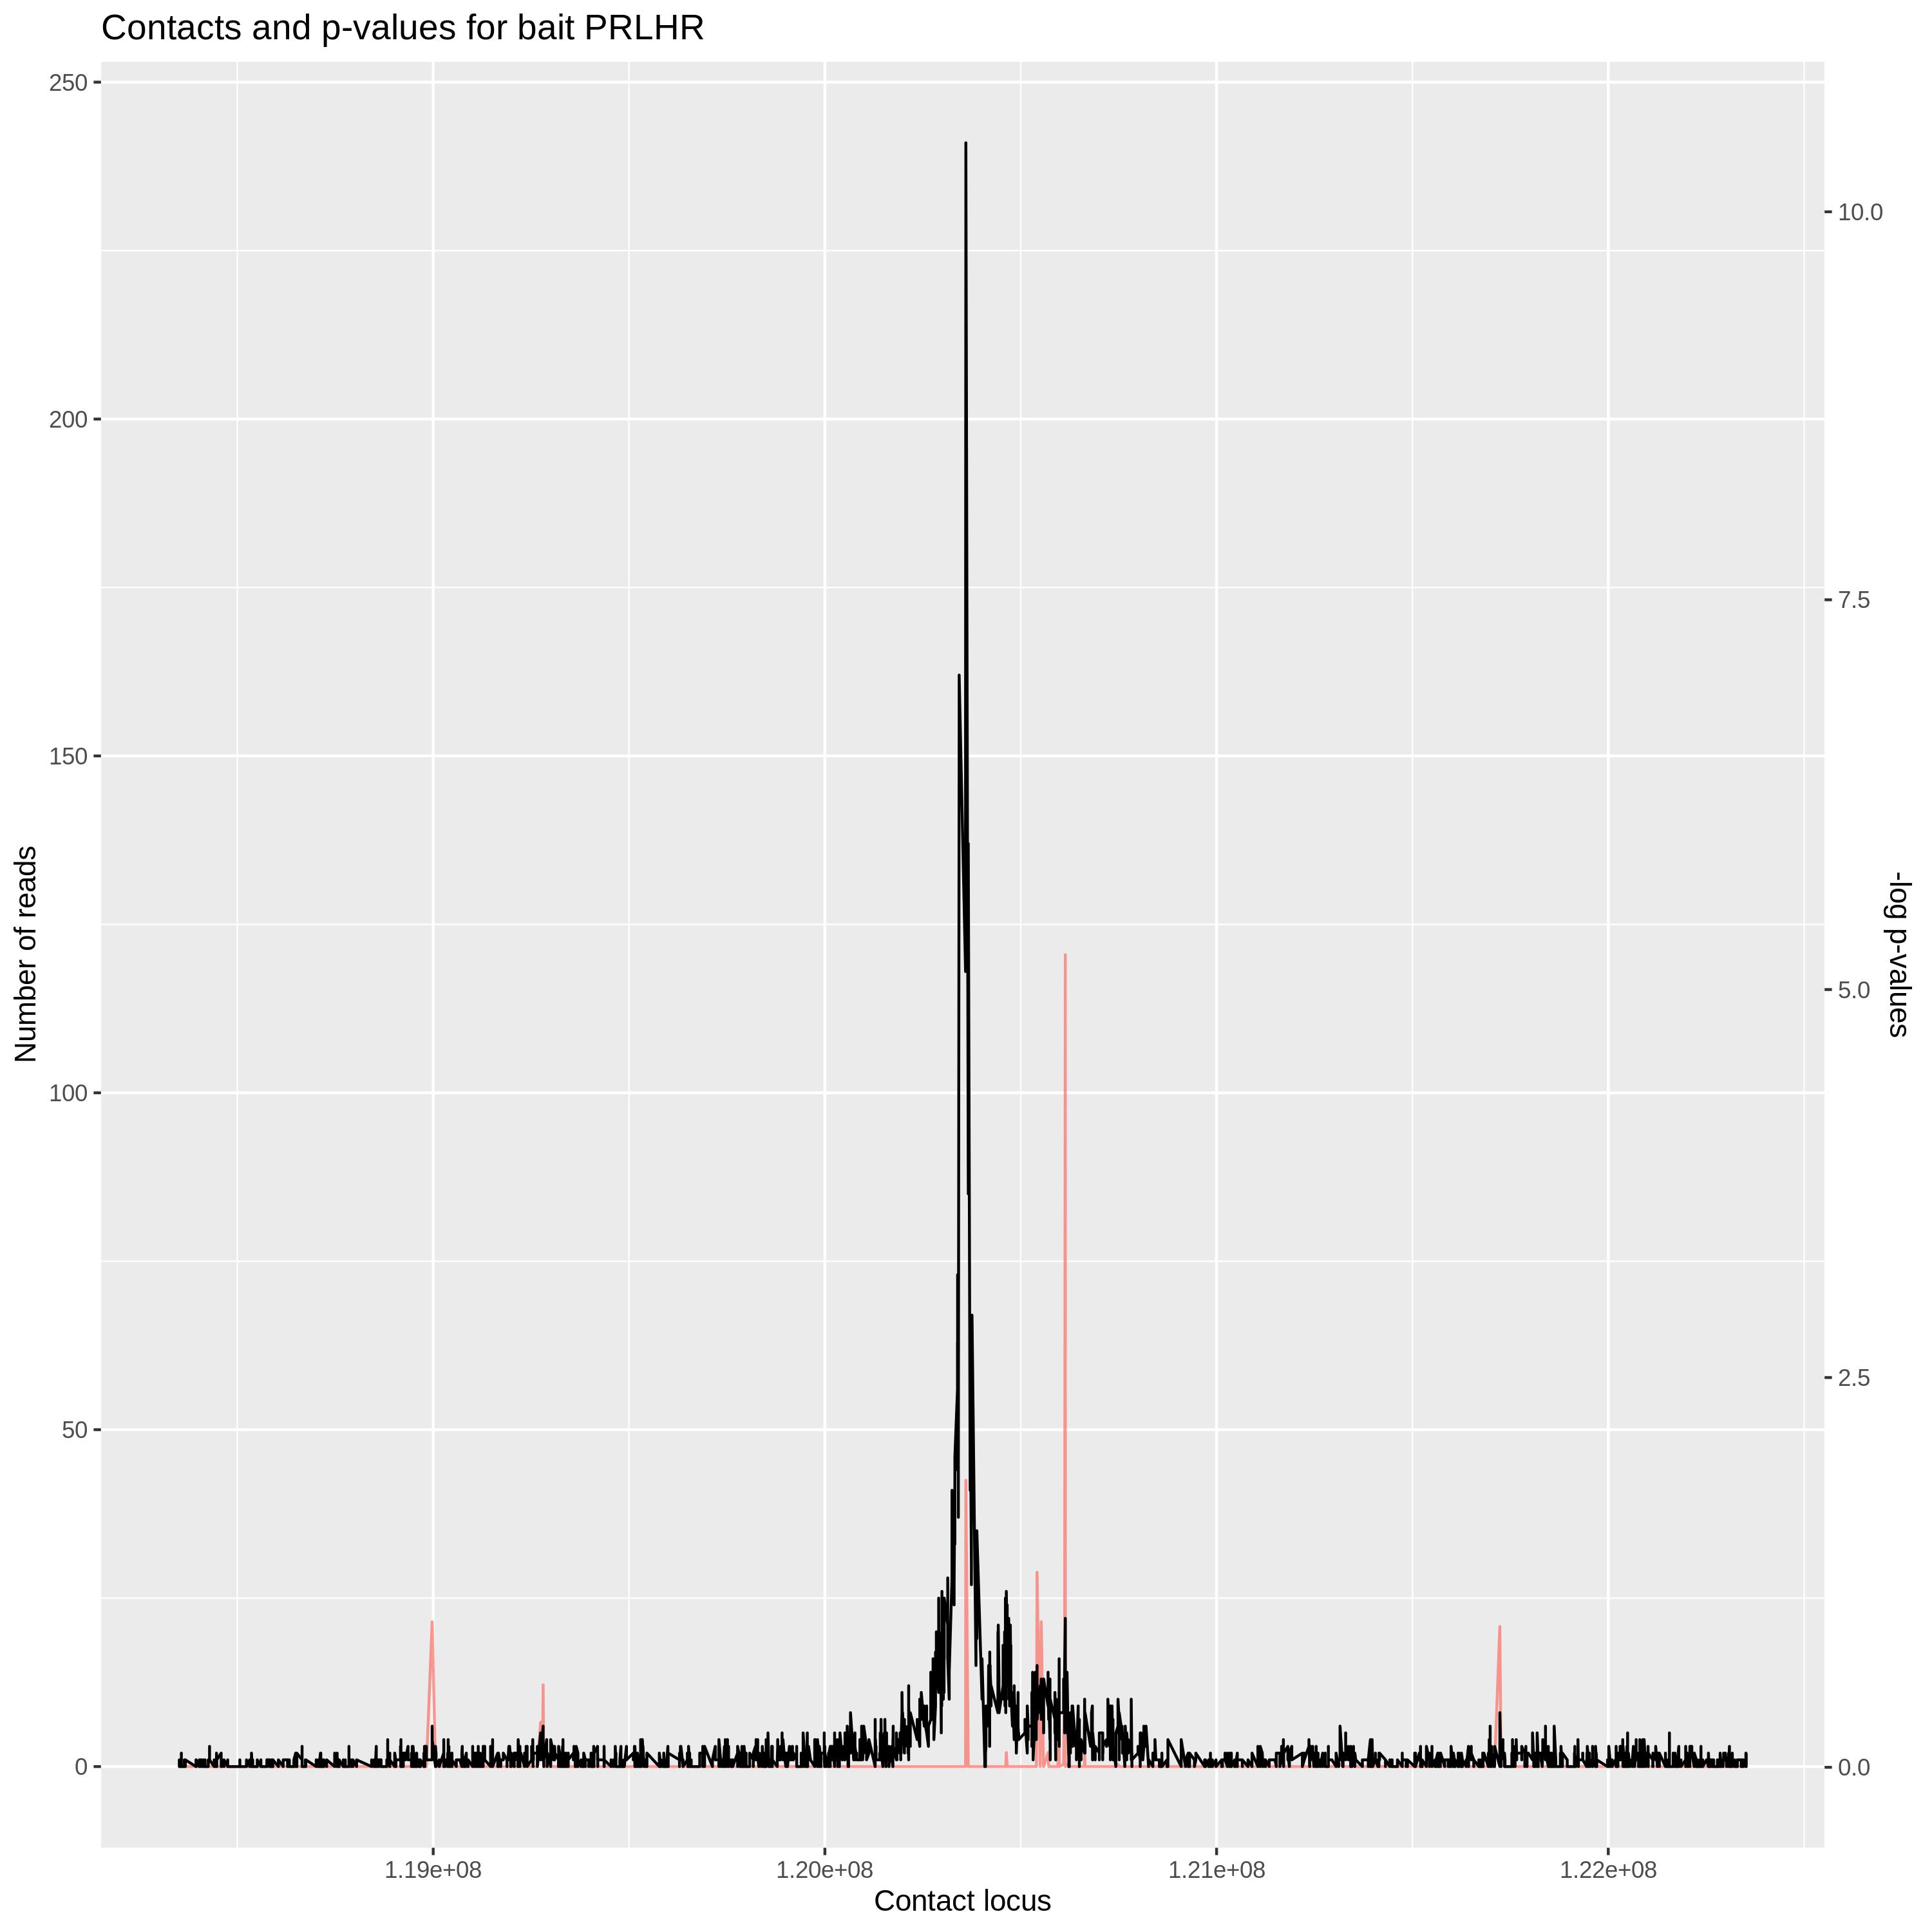 Contacts and p-values for bait PRLHR
250
200
150
100
50
0
Number of reads
10.0
7.5
5.0
2.5
0.0
-log p-values
1.19e+08
1.20e+08
1.21e+08
1.22e+08
Contact locus